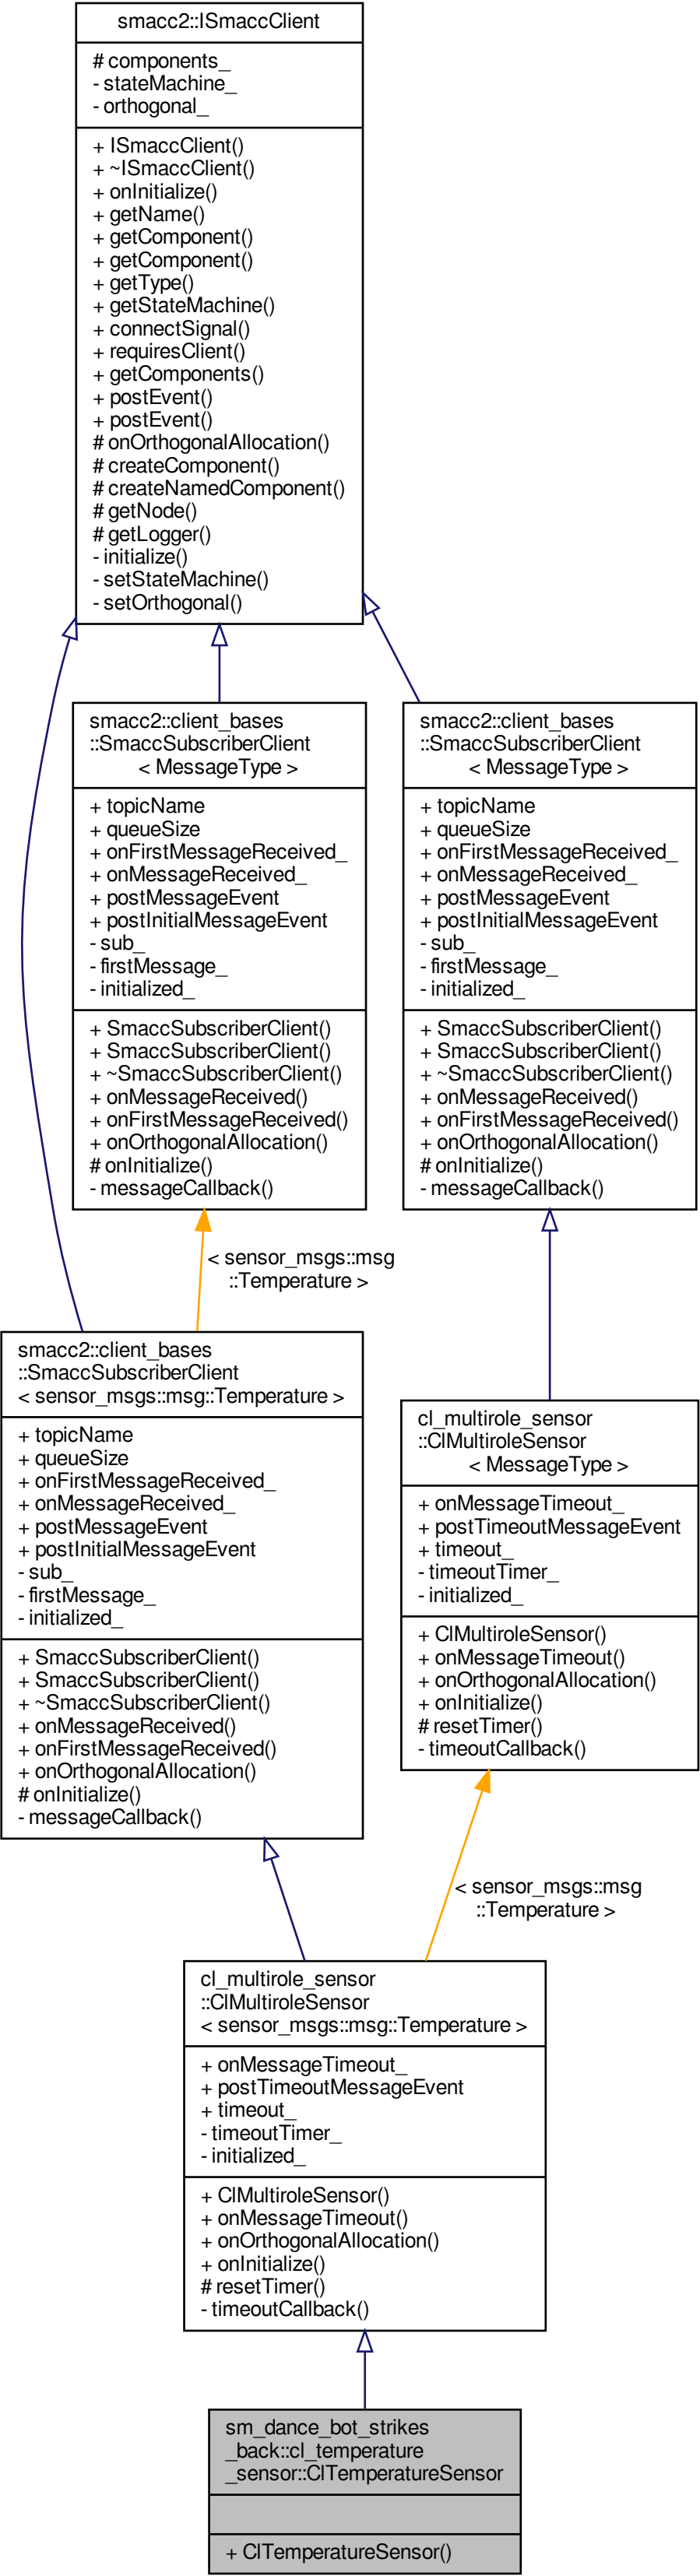 smacc2::ISmaccClient
# components_
- stateMachine_
- orthogonal_
+ ISmaccClient()
+ ~ISmaccClient()
+ onInitialize()
+ getName()
+ getComponent()
+ getComponent()
+ getType()
+ getStateMachine()
+ connectSignal()
+ requiresClient()
+ getComponents()
+ postEvent()
+ postEvent()
# onOrthogonalAllocation()
# createComponent()
# createNamedComponent()
# getNode()
# getLogger()
- initialize()
- setStateMachine()
- setOrthogonal()
smacc2::client_bases
::SmaccSubscriberClient
< MessageType >
+ topicName
+ queueSize
+ onFirstMessageReceived_
+ onMessageReceived_
+ postMessageEvent
+ postInitialMessageEvent
- sub_
- firstMessage_
- initialized_
+ SmaccSubscriberClient()
+ SmaccSubscriberClient()
+ ~SmaccSubscriberClient()
+ onMessageReceived()
+ onFirstMessageReceived()
+ onOrthogonalAllocation()
# onInitialize()
- messageCallback()
smacc2::client_bases
::SmaccSubscriberClient
< MessageType >
+ topicName
+ queueSize
+ onFirstMessageReceived_
+ onMessageReceived_
+ postMessageEvent
+ postInitialMessageEvent
- sub_
- firstMessage_
- initialized_
+ SmaccSubscriberClient()
+ SmaccSubscriberClient()
+ ~SmaccSubscriberClient()
+ onMessageReceived()
+ onFirstMessageReceived()
+ onOrthogonalAllocation()
# onInitialize()
- messageCallback()
< sensor_msgs::msg
::Temperature >
smacc2::client_bases
::SmaccSubscriberClient
< sensor_msgs::msg::Temperature >
+ topicName
+ queueSize
+ onFirstMessageReceived_
+ onMessageReceived_
+ postMessageEvent
+ postInitialMessageEvent
- sub_
- firstMessage_
- initialized_
+ SmaccSubscriberClient()
+ SmaccSubscriberClient()
+ ~SmaccSubscriberClient()
+ onMessageReceived()
+ onFirstMessageReceived()
+ onOrthogonalAllocation()
# onInitialize()
- messageCallback()
cl_multirole_sensor
::ClMultiroleSensor
< MessageType >
+ onMessageTimeout_
+ postTimeoutMessageEvent
+ timeout_
- timeoutTimer_
- initialized_
+ ClMultiroleSensor()
+ onMessageTimeout()
+ onOrthogonalAllocation()
+ onInitialize()
# resetTimer()
- timeoutCallback()
< sensor_msgs::msg
::Temperature >
cl_multirole_sensor
::ClMultiroleSensor
< sensor_msgs::msg::Temperature >
+ onMessageTimeout_
+ postTimeoutMessageEvent
+ timeout_
- timeoutTimer_
- initialized_
+ ClMultiroleSensor()
+ onMessageTimeout()
+ onOrthogonalAllocation()
+ onInitialize()
# resetTimer()
- timeoutCallback()
sm_dance_bot_strikes
_back::cl_temperature
_sensor::ClTemperatureSensor
+ ClTemperatureSensor()